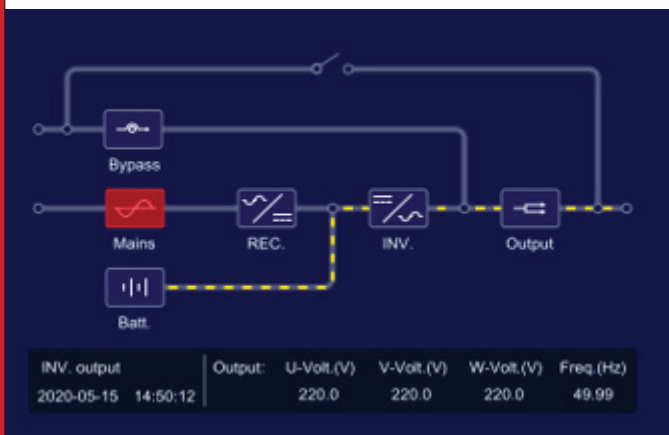 Bypass
Mains REC. INV. Output
Batt.
INV. output Output: U-Volt.(V) V-Volt.(V) W-Volt.(V) Freq.(Hz)
2020-05-15 14:50:12 220.0 220.0 220.0 49.99